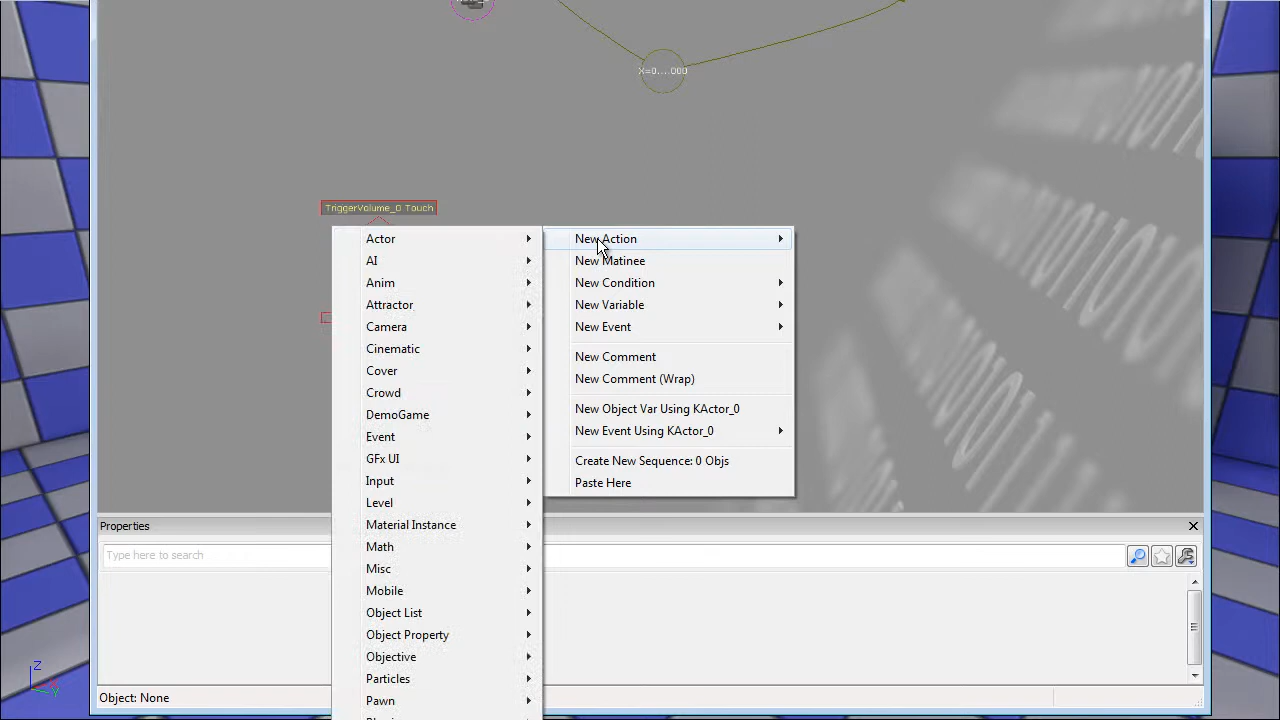 X=0....000
TriggerVolume_0 Touch
Actor
AI
Anim
Attractor
Camera
Cinematic
Cover
Crowd
DemoGame
Event
GFx UI
Input
Level
Material Instance
Math
Misc
Mobile
Object List
Object Property
Objective
Particles
Pawn
New Action
New Matinee
New Condition
New Variable
New Event
New Comment
New Comment (Wrap)
New Object Var Using KActor_0
New Event Using KActor_0
Create New Sequence: 0 Objs
Paste Here
Properties
Type here to search
Z
Y
Object: None